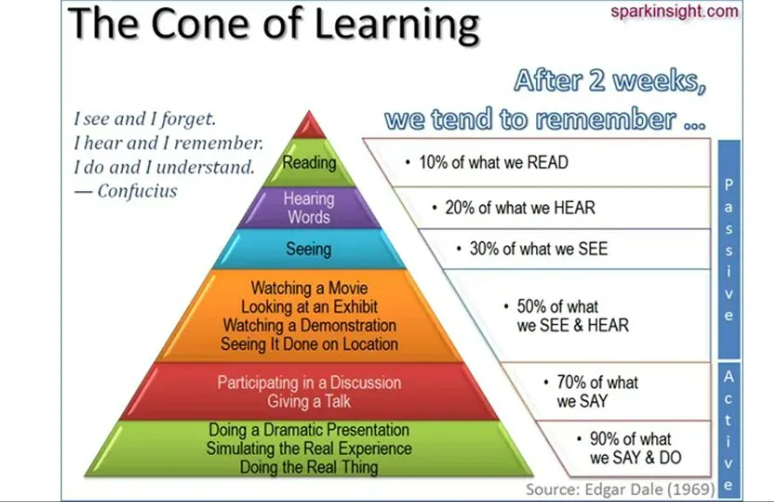 The Cone of Learning
sparkinsight.com
After 2 weeks,
we tend to remember ...
I see and I forget.
I hear and I remember.
I do and I understand.
— Confucius
Reading
• 10% of what we READ
Hearing
Words
• 20% of what we HEAR
Seeing
• 30% of what we SEE
Watching a Movie
Looking at an Exhibit
Watching a Demonstration
Seeing It Done on Location
• 50% of what
we SEE & HEAR
Participating in a Discussion
Giving a Talk
• 70% of what
we SAY
Doing a Dramatic Presentation
Simulating the Real Experience
Doing the Real Thing
• 90% of what
we SAY & DO
Passive
Active
Source: Edgar Dale (1969)